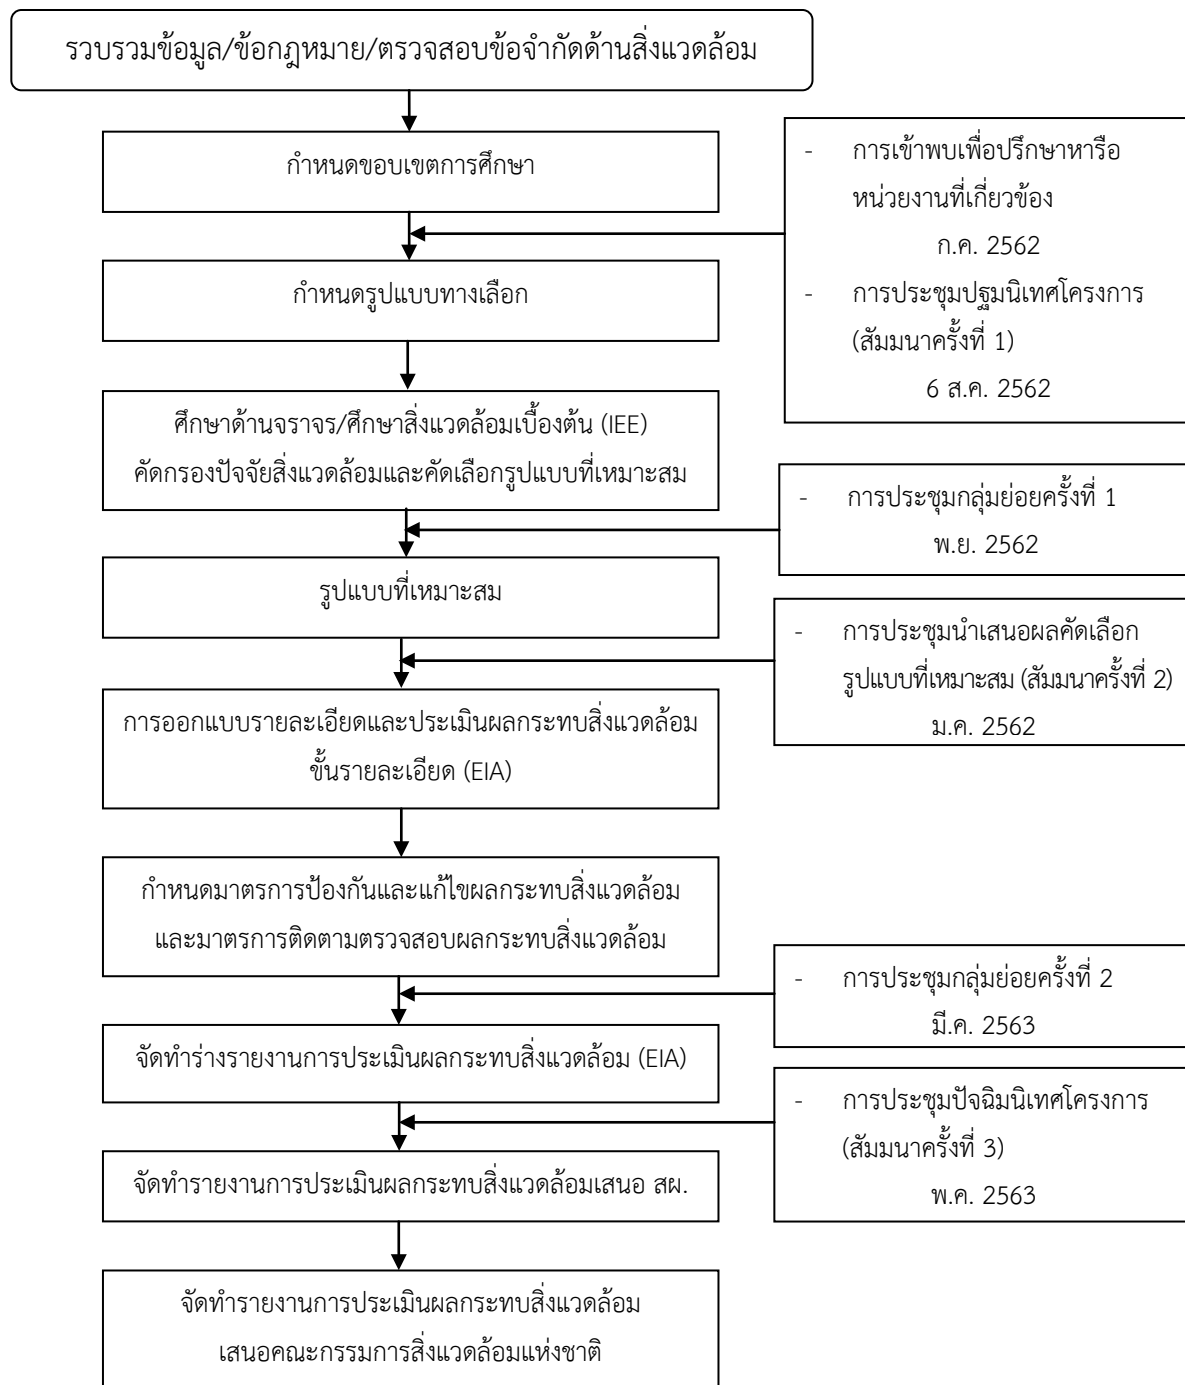 รวบรวมข้อมูล/ข้อกฎหมาย/ตรวจสอบข้อจำกัดด้านสิ่งแวดล้อม
กำหนดขอบเขตการศึกษา
- การเข้าพบเพื่อปรึกษาหารือ
หน่วยงานที่เกี่ยวข้อง
ก.ค. 2562
- การประชุมปฐมนิเทศโครงการ
(สัมมนาครั้งที่ 1)
6 ส.ค. 2562
กำหนดรูปแบบทางเลือก
ศึกษาด้านจราจร/ศึกษาสิ่งแวดล้อมเบื้องต้น (IEE)
คัดกรองปัจจัยสิ่งแวดล้อมและคัดเลือกรูปแบบที่เหมาะสม
- การประชุมกลุ่มย่อยครั้งที่ 1
พ.ย. 2562
รูปแบบที่เหมาะสม
- การประชุมนำเสนอผลคัดเลือก
รูปแบบที่เหมาะสม (สัมมนาครั้งที่ 2)
ม.ค. 2562
การออกแบบรายละเอียดและประเมินผลกระทบสิ่งแวดล้อม
ขั้นรายละเอียด (EIA)
กำหนดมาตรการป้องกันและแก้ไขผลกระทบสิ่งแวดล้อม
และมาตรการติดตามตรวจสอบผลกระทบสิ่งแวดล้อม
- การประชุมกลุ่มย่อยครั้งที่ 2
มี.ค. 2563
จัดทำร่างรายงานการประเมินผลกระทบสิ่งแวดล้อม (EIA)
- การประชุมปัจฉิมนิเทศโครงการ
(สัมมนาครั้งที่ 3)
พ.ค. 2563
จัดทำรายงานการประเมินผลกระทบสิ่งแวดล้อมเสนอ สผ.
จัดทำรายงานการประเมินผลกระทบสิ่งแวดล้อม
เสนอคณะกรรมการสิ่งแวดล้อมแห่งชาติ